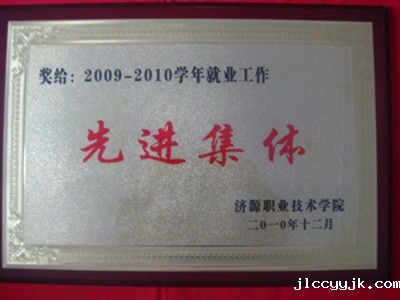 奖给：2009-2010学年就业工作
先进集体
济源职业技术学院
二〇一〇年十二月
jlccyyjk.com